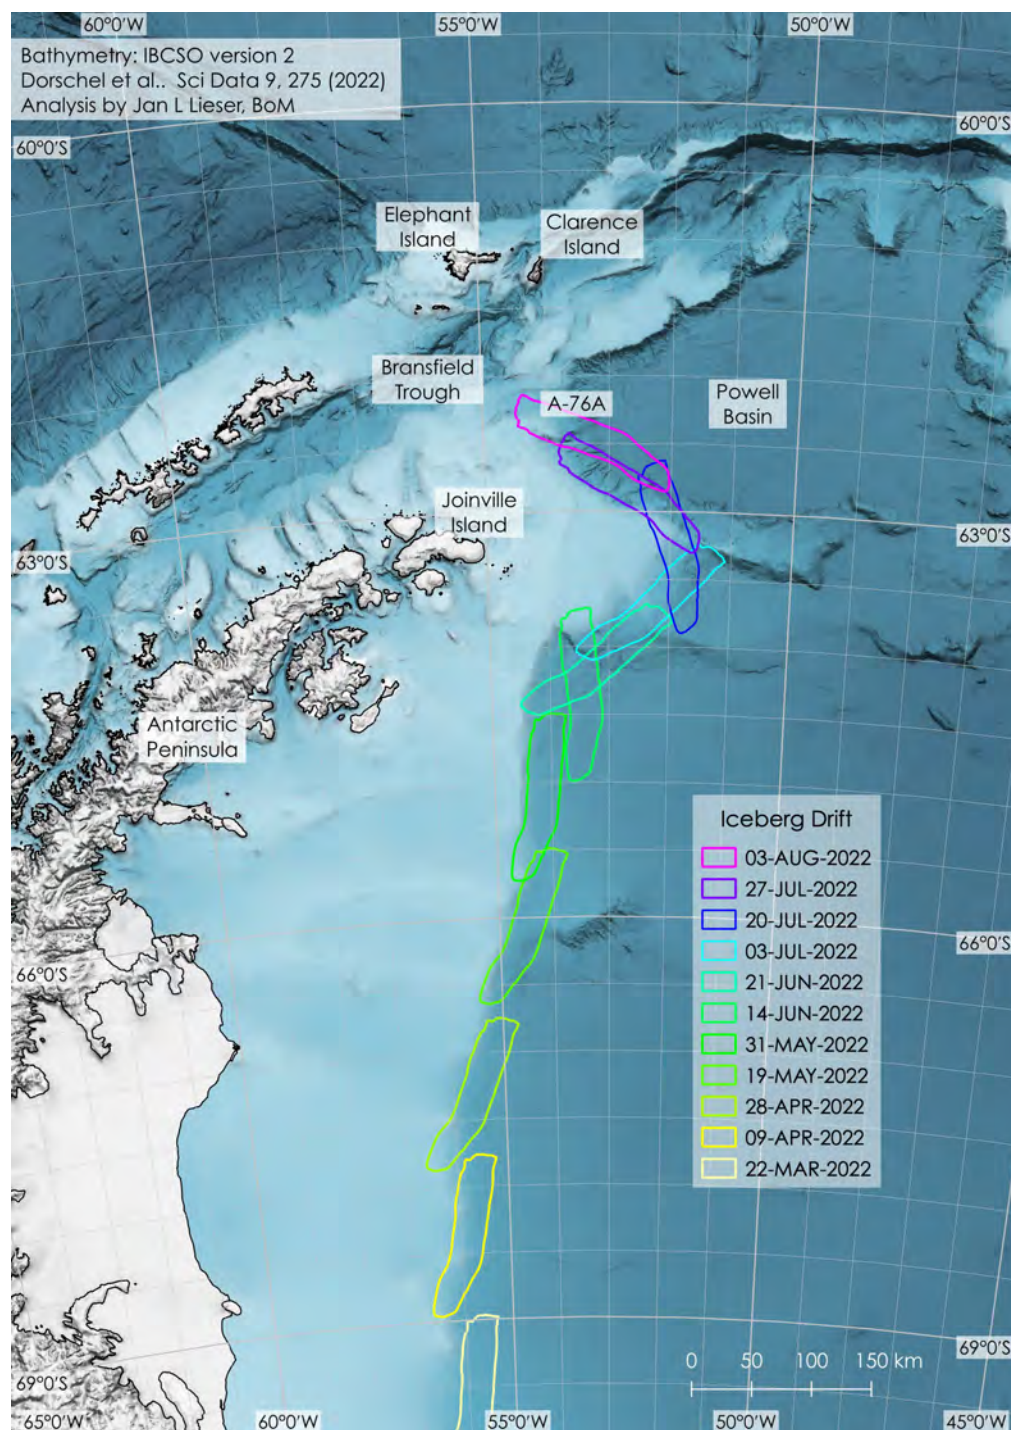 60°0'W
55°0'W
50°0'W
Bathymetry: IBCSO version 2
Dorschel et al.. Sci Data 9, 275 (2022)
Analysis by Jan L Lieser, BoM
60°0'S
60°0'S
Elephant
Island
Clarence
Island
Bransfield
Trough
A-76A
Powell
Basin
Joinville
Island
63°0'S
63°0'S
Antarctic
Peninsula
Iceberg Drift
03-AUG-2022
27-JUL-2022
20-JUL-2022
03-JUL-2022
21-JUN-2022
14-JUN-2022
31-MAY-2022
19-MAY-2022
28-APR-2022
09-APR-2022
22-MAR-2022
66°0'S
66°0'S
69°0'S
0 50 100 150 km
69°0'S
65°0'W
60°0'W
55°0'W
50°0'W
45°0'W